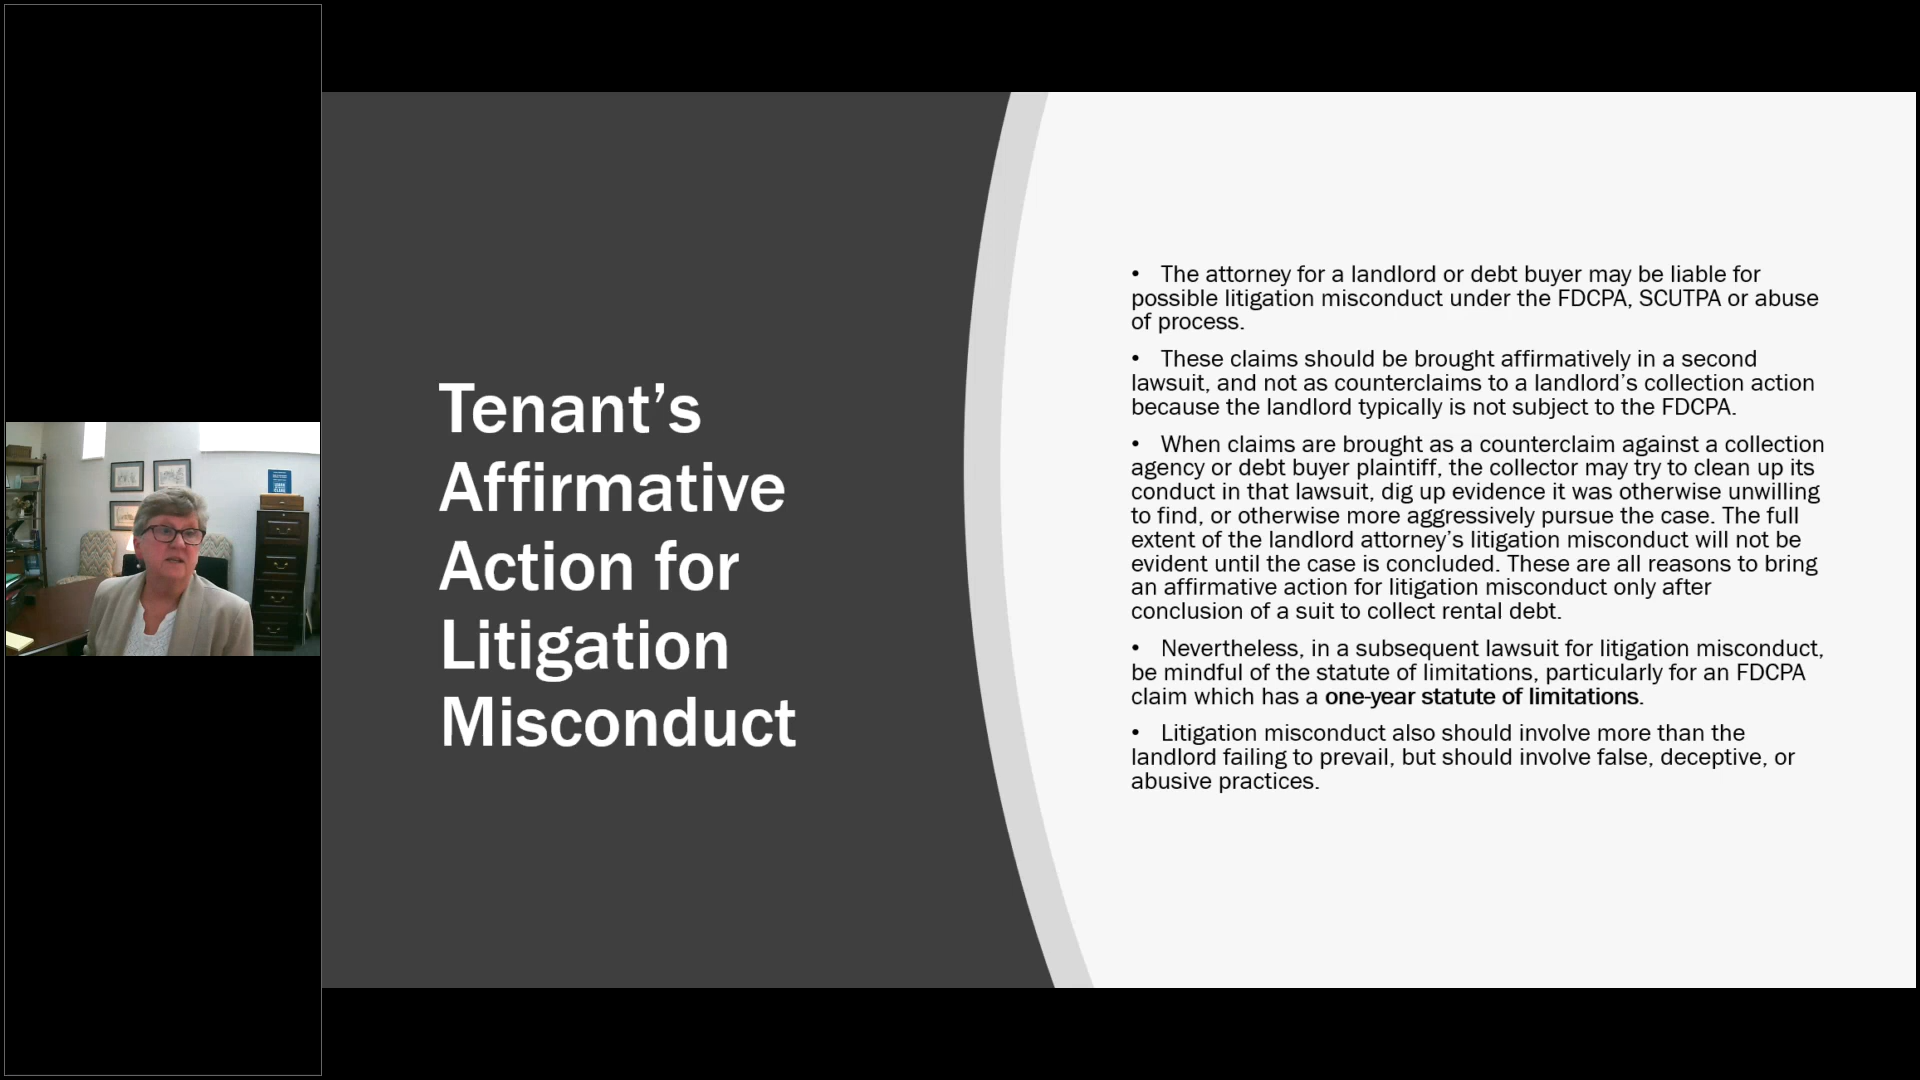 Tenant’s
Affirmative
Action for
Litigation
Misconduct
• The attorney for a landlord or debt buyer may be liable for
possible litigation misconduct under the FDCPA, SCUTPA or abuse
of process.
• These claims should be brought affirmatively in a second
lawsuit, and not as counterclaims to a landlord’s collection action
because the landlord typically is not subject to the FDCPA.
• When claims are brought as a counterclaim against a collection
agency or debt buyer plaintiff, the collector may try to clean up its
conduct in that lawsuit, dig up evidence it was otherwise unwilling
to find, or otherwise more aggressively pursue the case. The full
extent of the landlord attorney’s litigation misconduct will not be
evident until the case is concluded. These are all reasons to bring
an affirmative action for litigation misconduct only after
conclusion of a suit to collect rental debt.
• Nevertheless, in a subsequent lawsuit for litigation misconduct,
be mindful of the statute of limitations, particularly for an FDCPA
claim which has a one-year statute of limitations.
• Litigation misconduct also should involve more than the
landlord failing to prevail, but should involve false, deceptive, or
abusive practices.